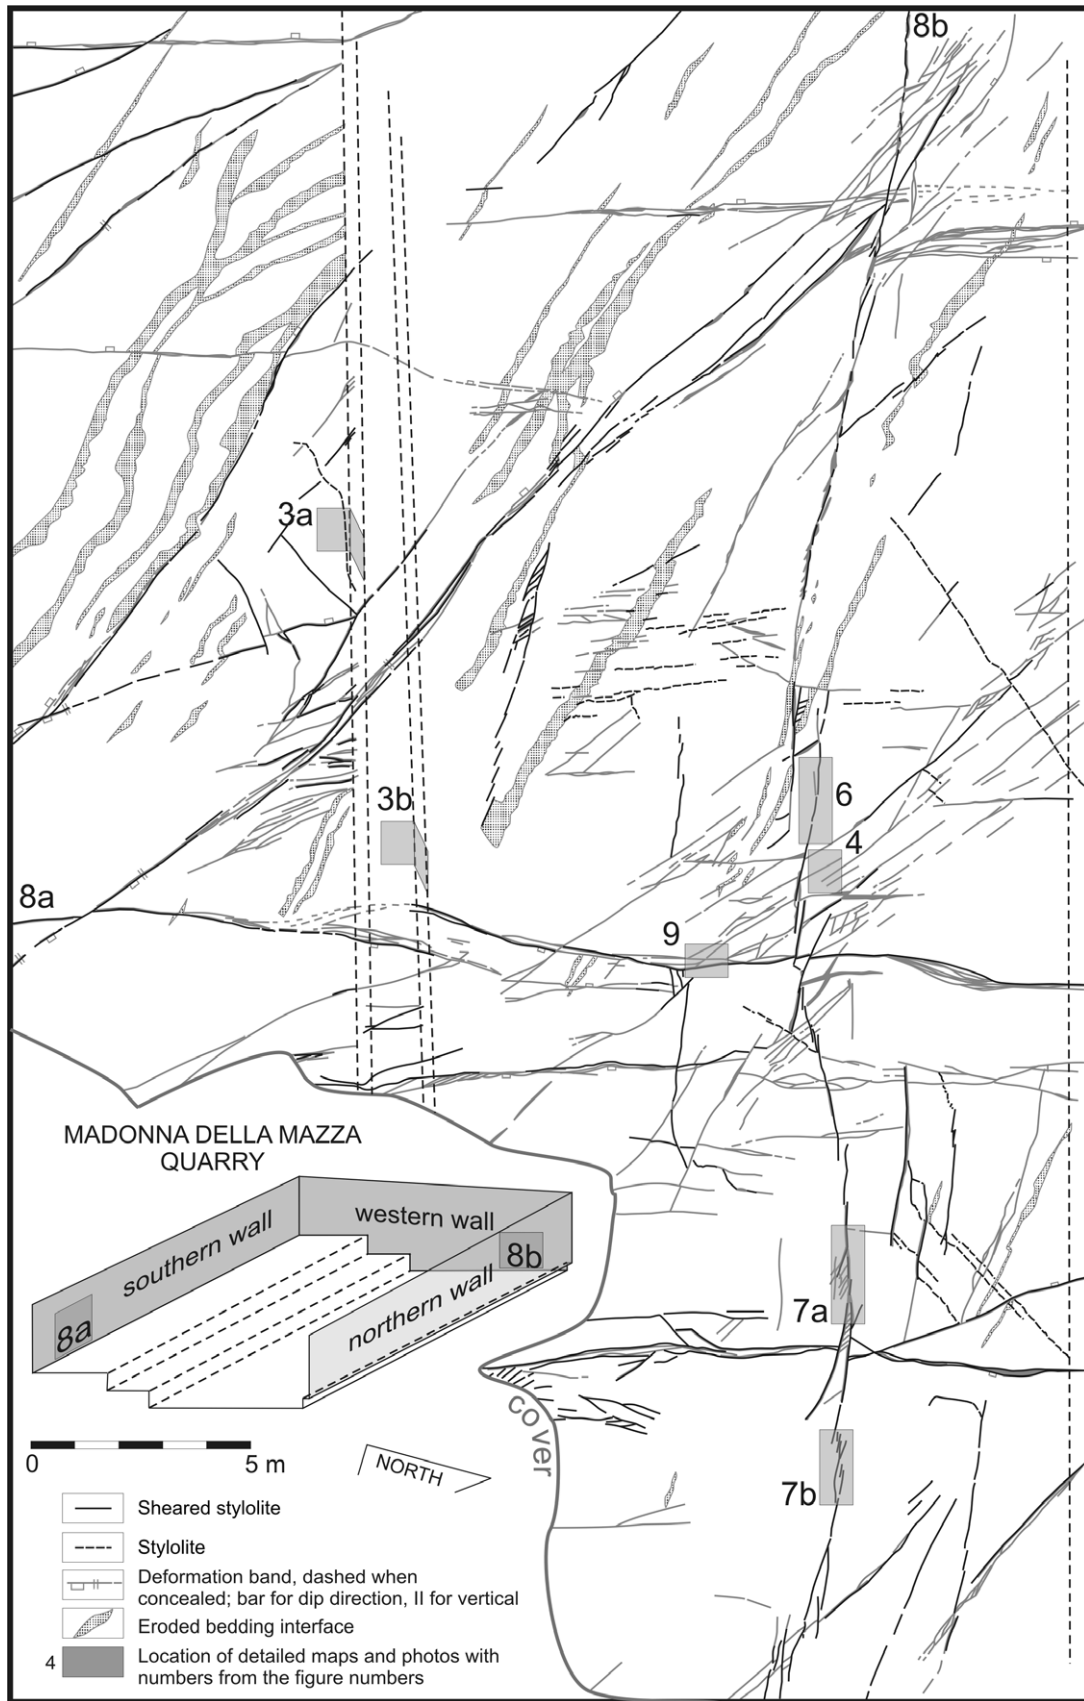 8b
3a
3b
6
4
8a
9
MADONNA DELLA MAZZA
QUARRY
southern wall
western wall
8b
northern wall
8a
7a
cover
0 5 m
NORTH
7b
Sheared stylolite
Stylolite
Deformation band, dashed when
concealed; bar for dip direction, II for vertical
Eroded bedding interface
4 Location of detailed maps and photos with
numbers from the figure numbers